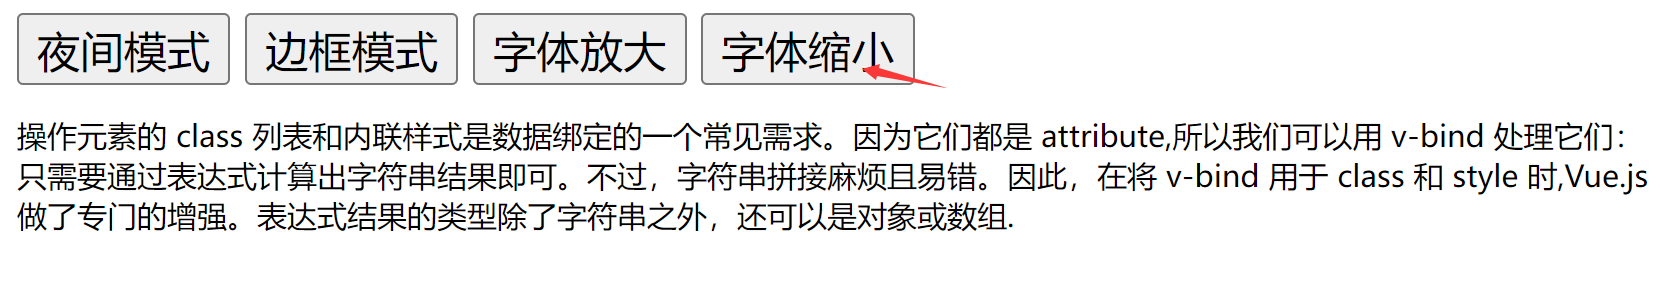 夜间模式 边框模式 字体放大 字体缩小
操作元素的 class 列表和内联样式是数据绑定的一个常见需求。因为它们都是 attribute,所以我们可以用 v-bind 处理它们：
只需要通过表达式计算出字符串结果即可。不过，字符串拼接麻烦且易错。因此，在将 v-bind 用于 class 和 style 时,Vue.js
做了专门的增强。表达式结果的类型除了字符串之外，还可以是对象或数组.